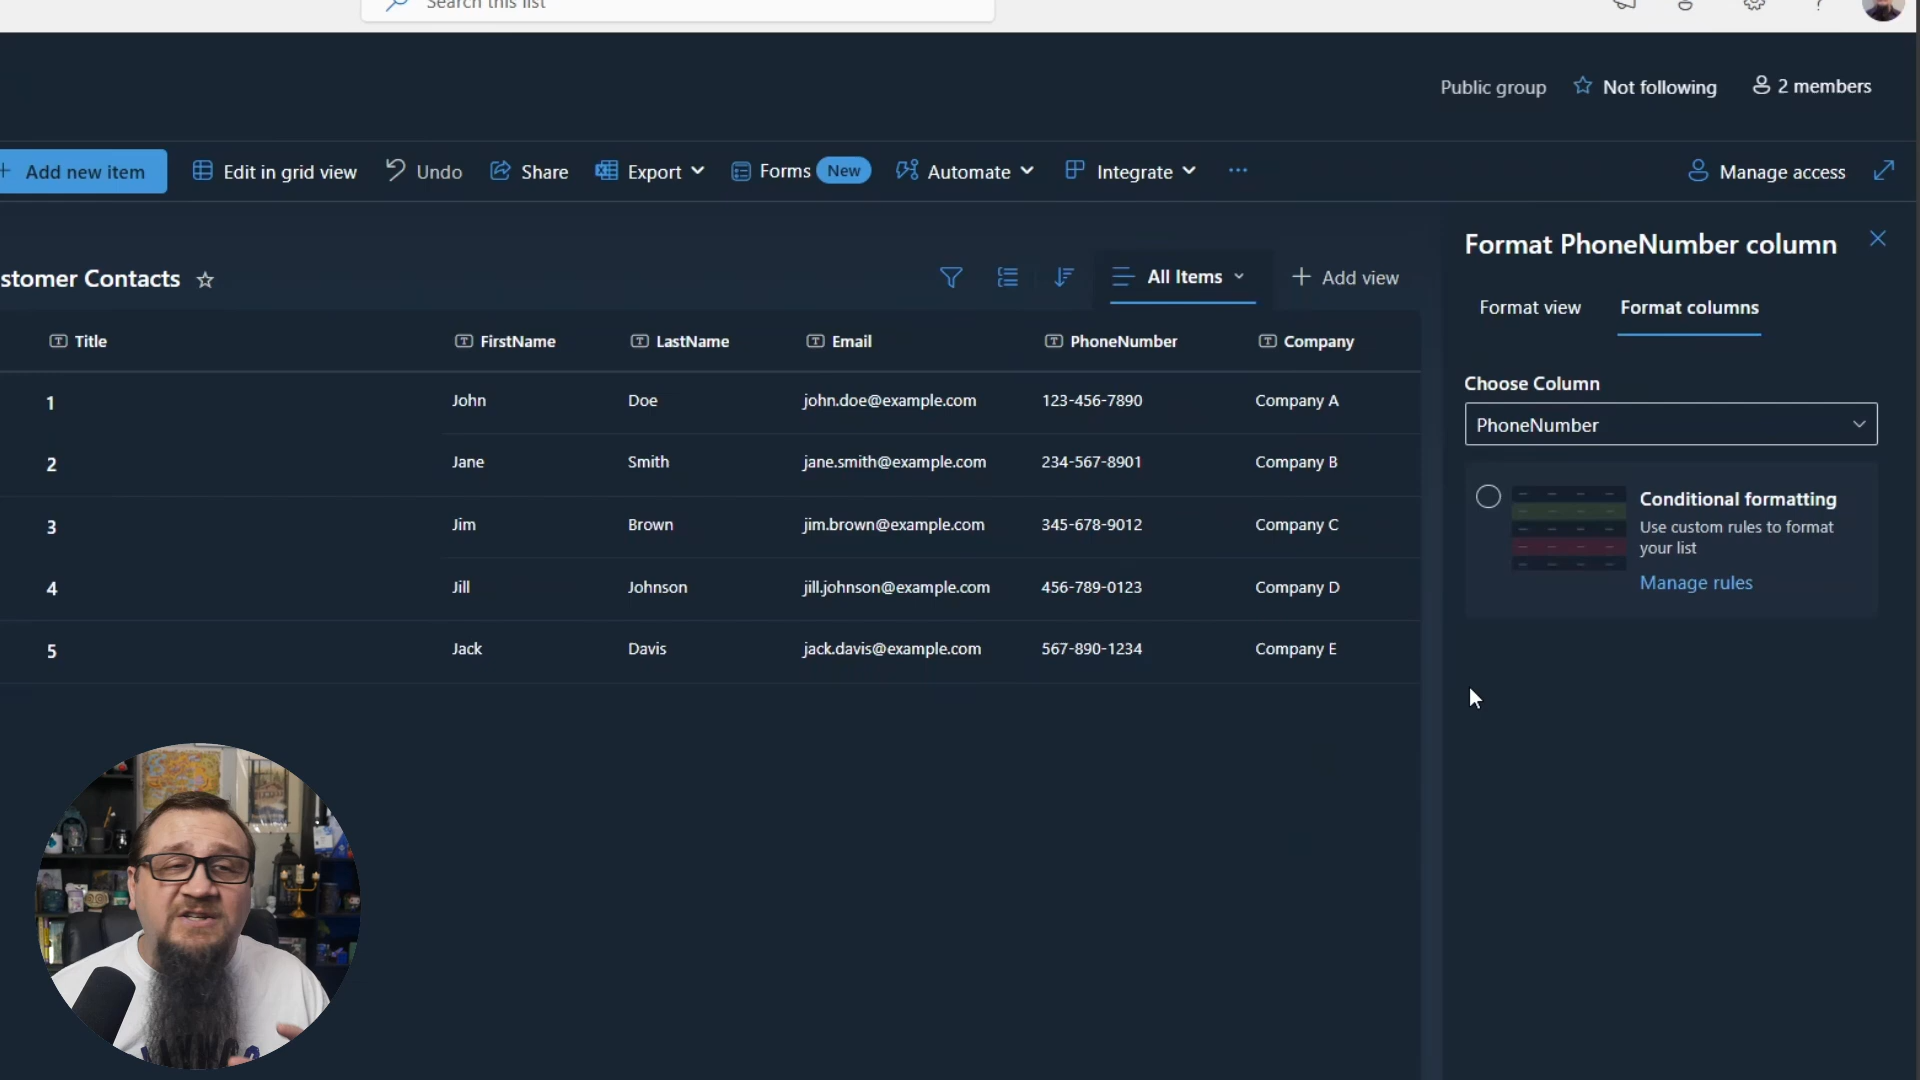 Search this list
Public group
Not following
2 members
Add new item
Edit in grid view
Undo
Share
Export
Forms
New
Automate
Integrate
...
Manage access
stomer Contacts
All Items
Add view
Title
FirstName
LastName
Email
PhoneNumber
Company
1
John
Doe
john.doe@example.com
123-456-7890
Company A
2
Jane
Smith
jane.smith@example.com
234-567-8901
Company B
3
Jim
Brown
jim.brown@example.com
345-678-9012
Company C
4
Jill
Johnson
jill.johnson@example.com
456-789-0123
Company D
5
Jack
Davis
jack.davis@example.com
567-890-1234
Company E
Format PhoneNumber column
Format view
Format columns
Choose Column
PhoneNumber
Conditional formatting
Use custom rules to format
your list
Manage rules